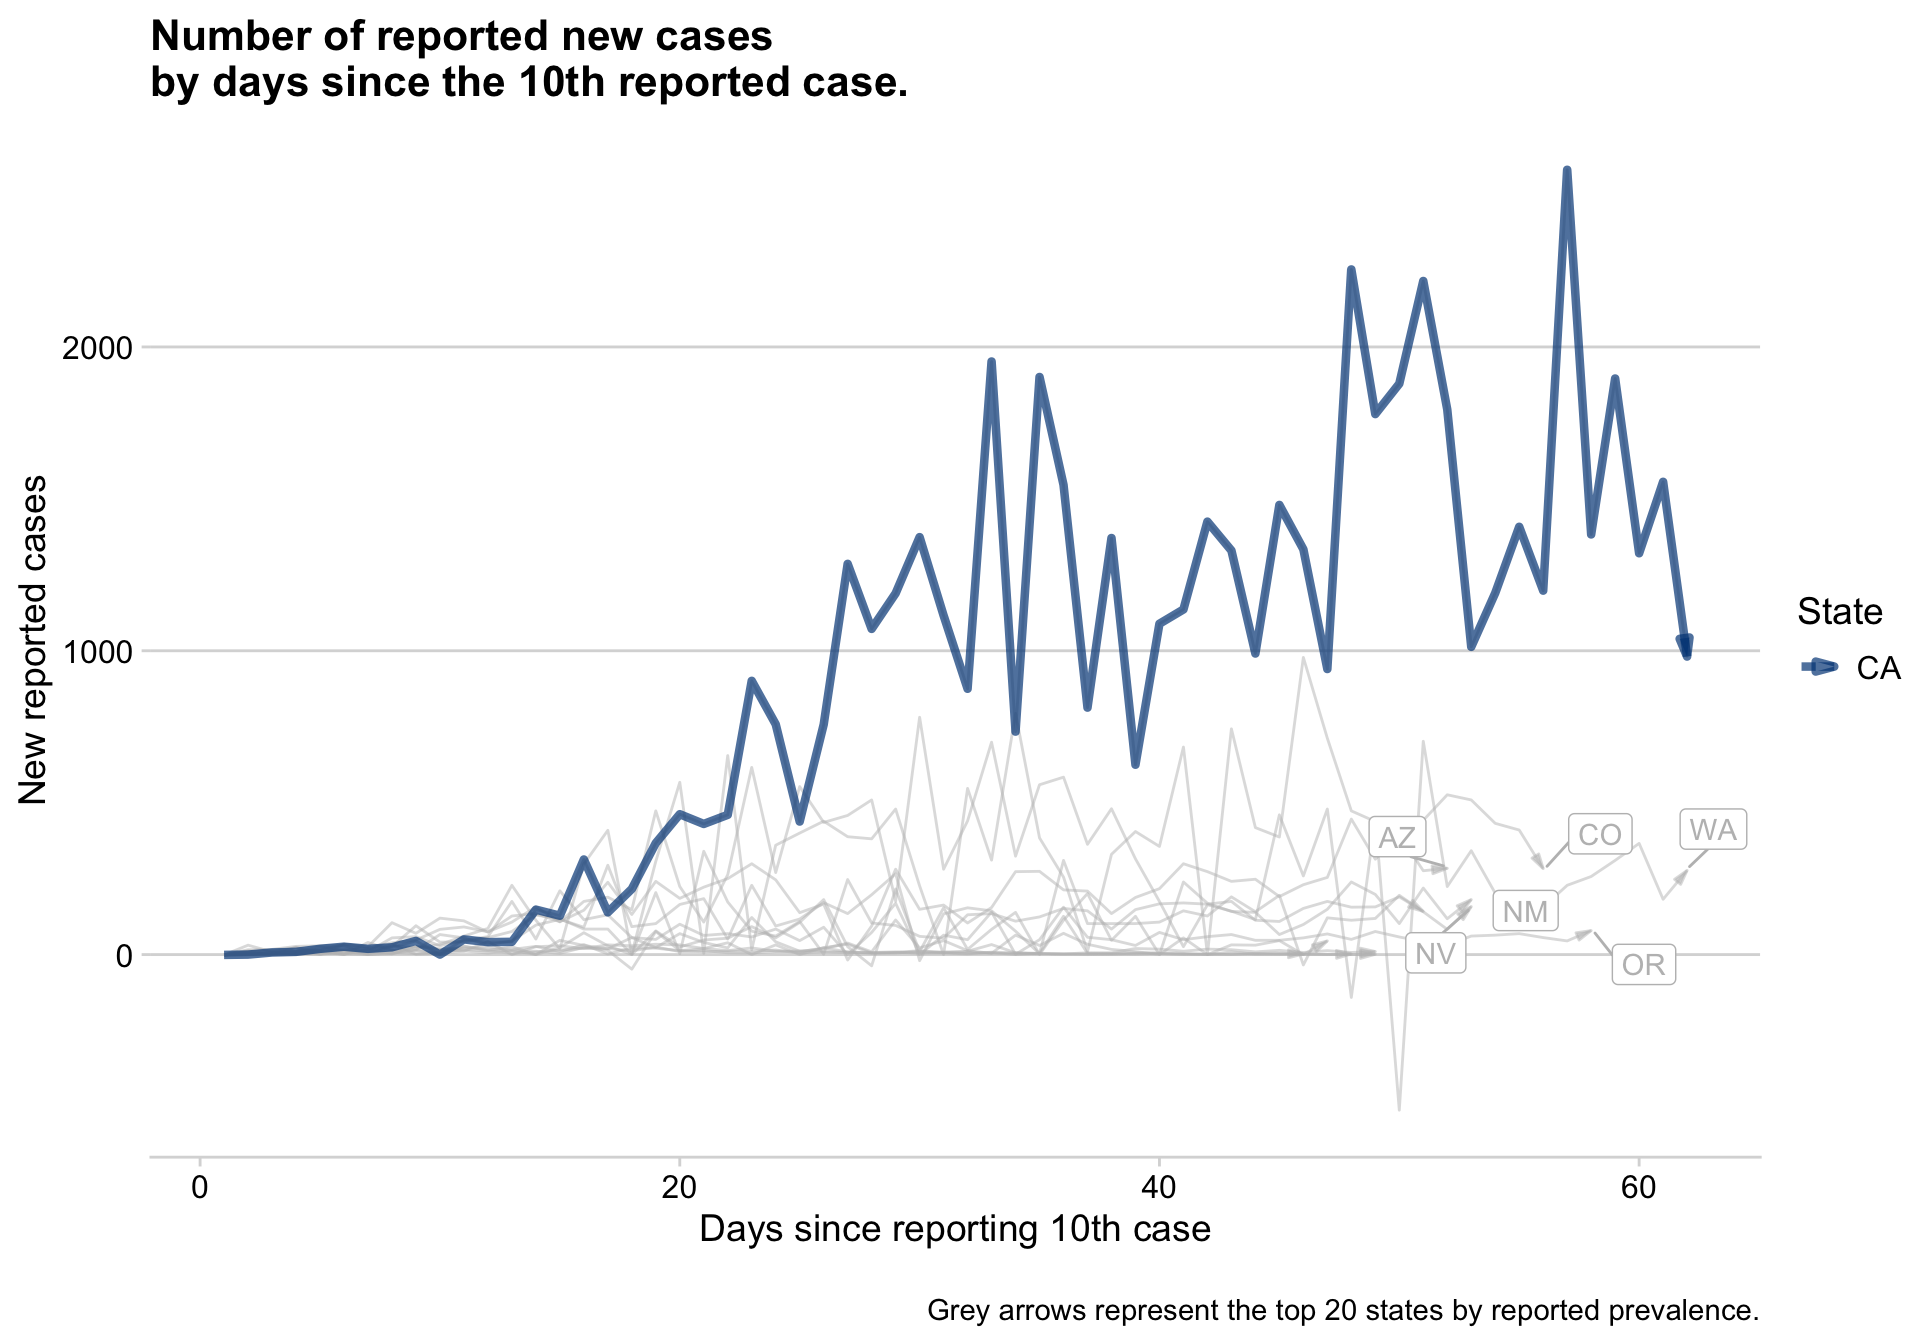 Number of reported new cases
by days since the 10th reported case.
New reported cases
2000
1000
0
AZ
CO
WA
NM
NV
OR
State
CA
0
20
40
60
Days since reporting 10th case
Grey arrows represent the top 20 states by reported prevalence.